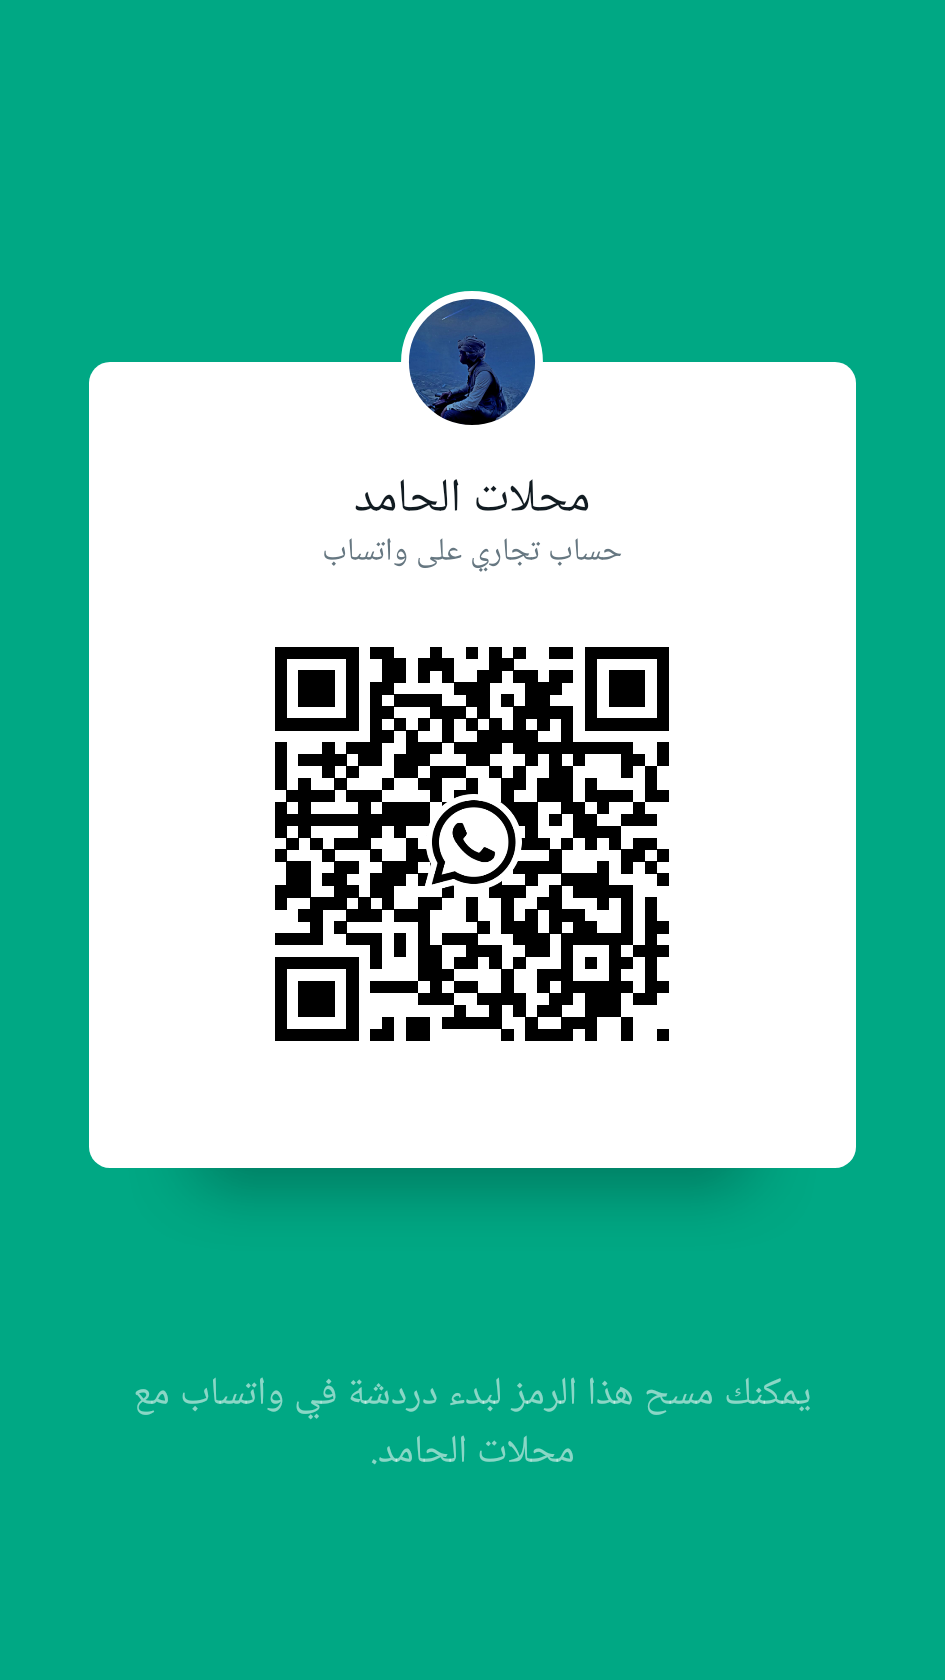 محلات الحامد
حساب تجاري على واتساب
يمكنك مسح هذا الرمز لبدء دردشة في واتساب مع
محلات الحامد.